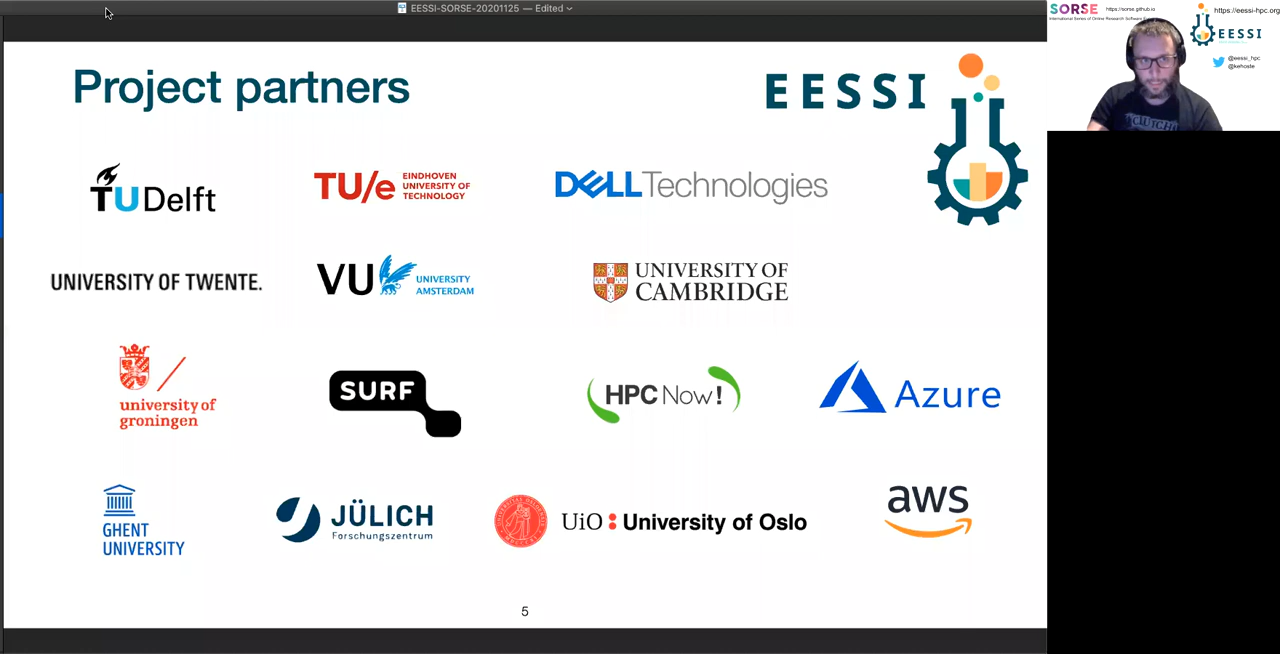 EESSI-SORSE-20201125 — Edited
SORSE
https://sorse.github.io
https://eessi-hpc.org
EESSI
@eessi_hpc
@kehoste
Project partners
EESSI
TUDelft
TU/e EINDHOVEN
UNIVERSITY OF
TECHNOLOGY
DELL Technologies
UNIVERSITY OF TWENTE.
VU UNIVERSITY
AMSTERDAM
UNIVERSITY OF
CAMBRIDGE
university of
groningen
SURF
HPC Now!
Azure
GHENT
UNIVERSITY
JÜLICH
Forschungszentrum
UiO : University of Oslo
aws
5